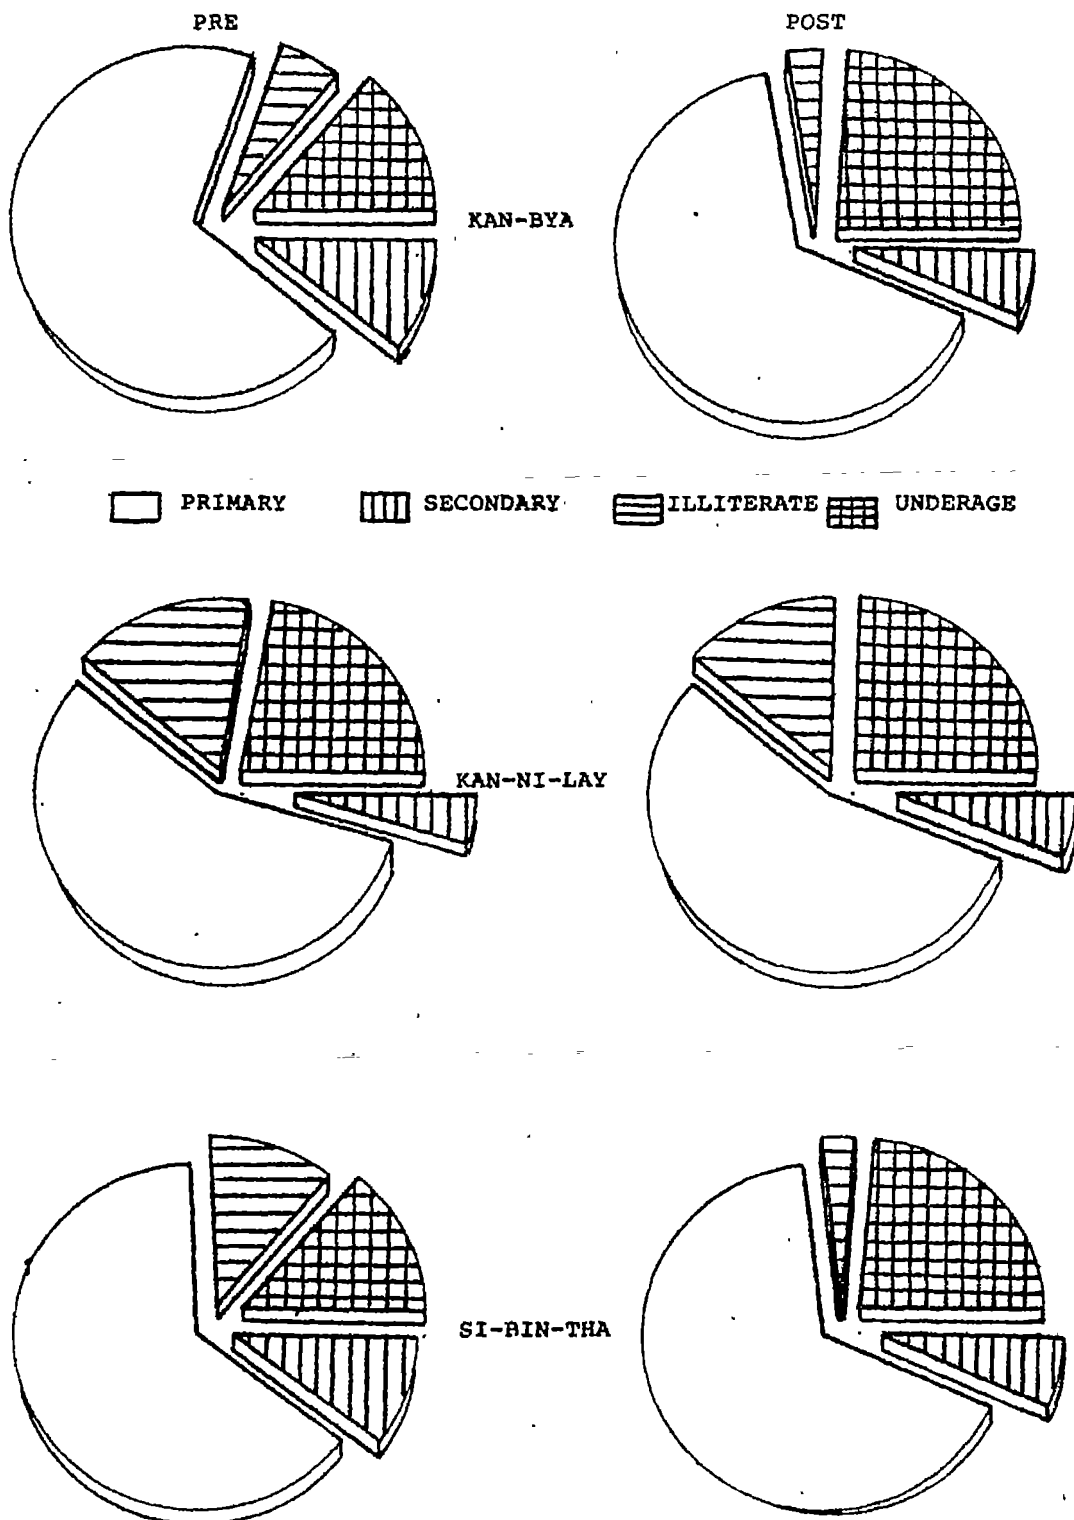 PRE
POST
KAN-BYA
PRIMARY SECONDARY ILLITERATE UNDERAGE
KAN-NI-LAY
SI-BIN-THA